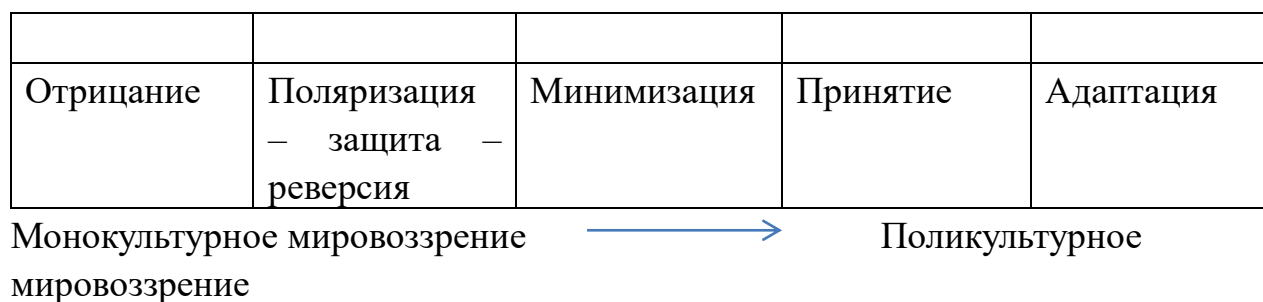 Отрицание Поляризация Минимизация Принятие Адаптация
– защита –
реверсия
Монокультурное мировоззрение Поликультурное
мировоззрение